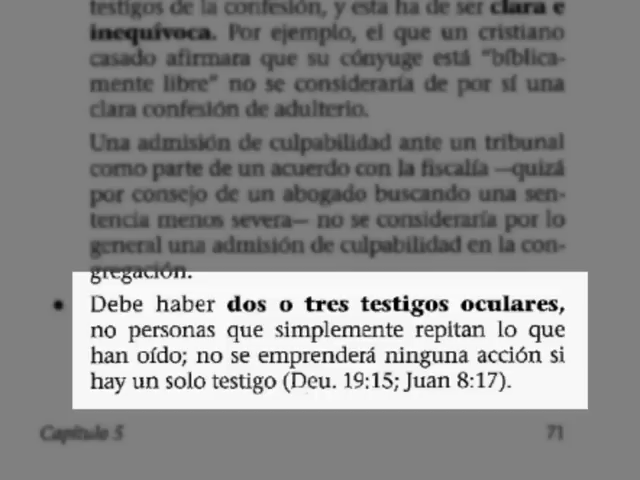 testigos de la confesión, y esta ha de ser clara e
inequívoca. Por ejemplo, el que un cristiano
casado afirmara que su cónyuge está “bíblica-
mente libre” no se consideraría de por sí una
clara confesión de adulterio.
Una admisión de culpabilidad ante un tribunal
como parte de un acuerdo con la fiscalía —quizá
por consejo de un abogado buscando una sen-
tencia menos severa— no se consideraría por lo
general una admisión de culpabilidad en la con-
gregación.
• Debe haber dos o tres testigos oculares,
no personas que simplemente repitan lo que
han oído; no se emprenderá ninguna acción si
hay un solo testigo (Deu. 19:15; Juan 8:17).
Capítulo 5 71